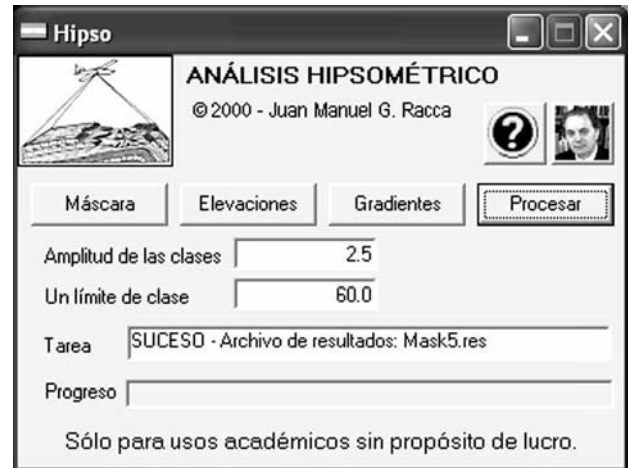 Hipso
ANÁLISIS HIPSOMÉTRICO
© 2000 - Juan Manuel G. Racca
?
Máscara Elevaciones Gradientes Procesar
Amplitud de las clases 2.5
Un límite de clase 60.0
Tarea SUCESO - Archivo de resultados: Mask5.res
Progreso
Sólo para usos académicos sin propósito de lucro.